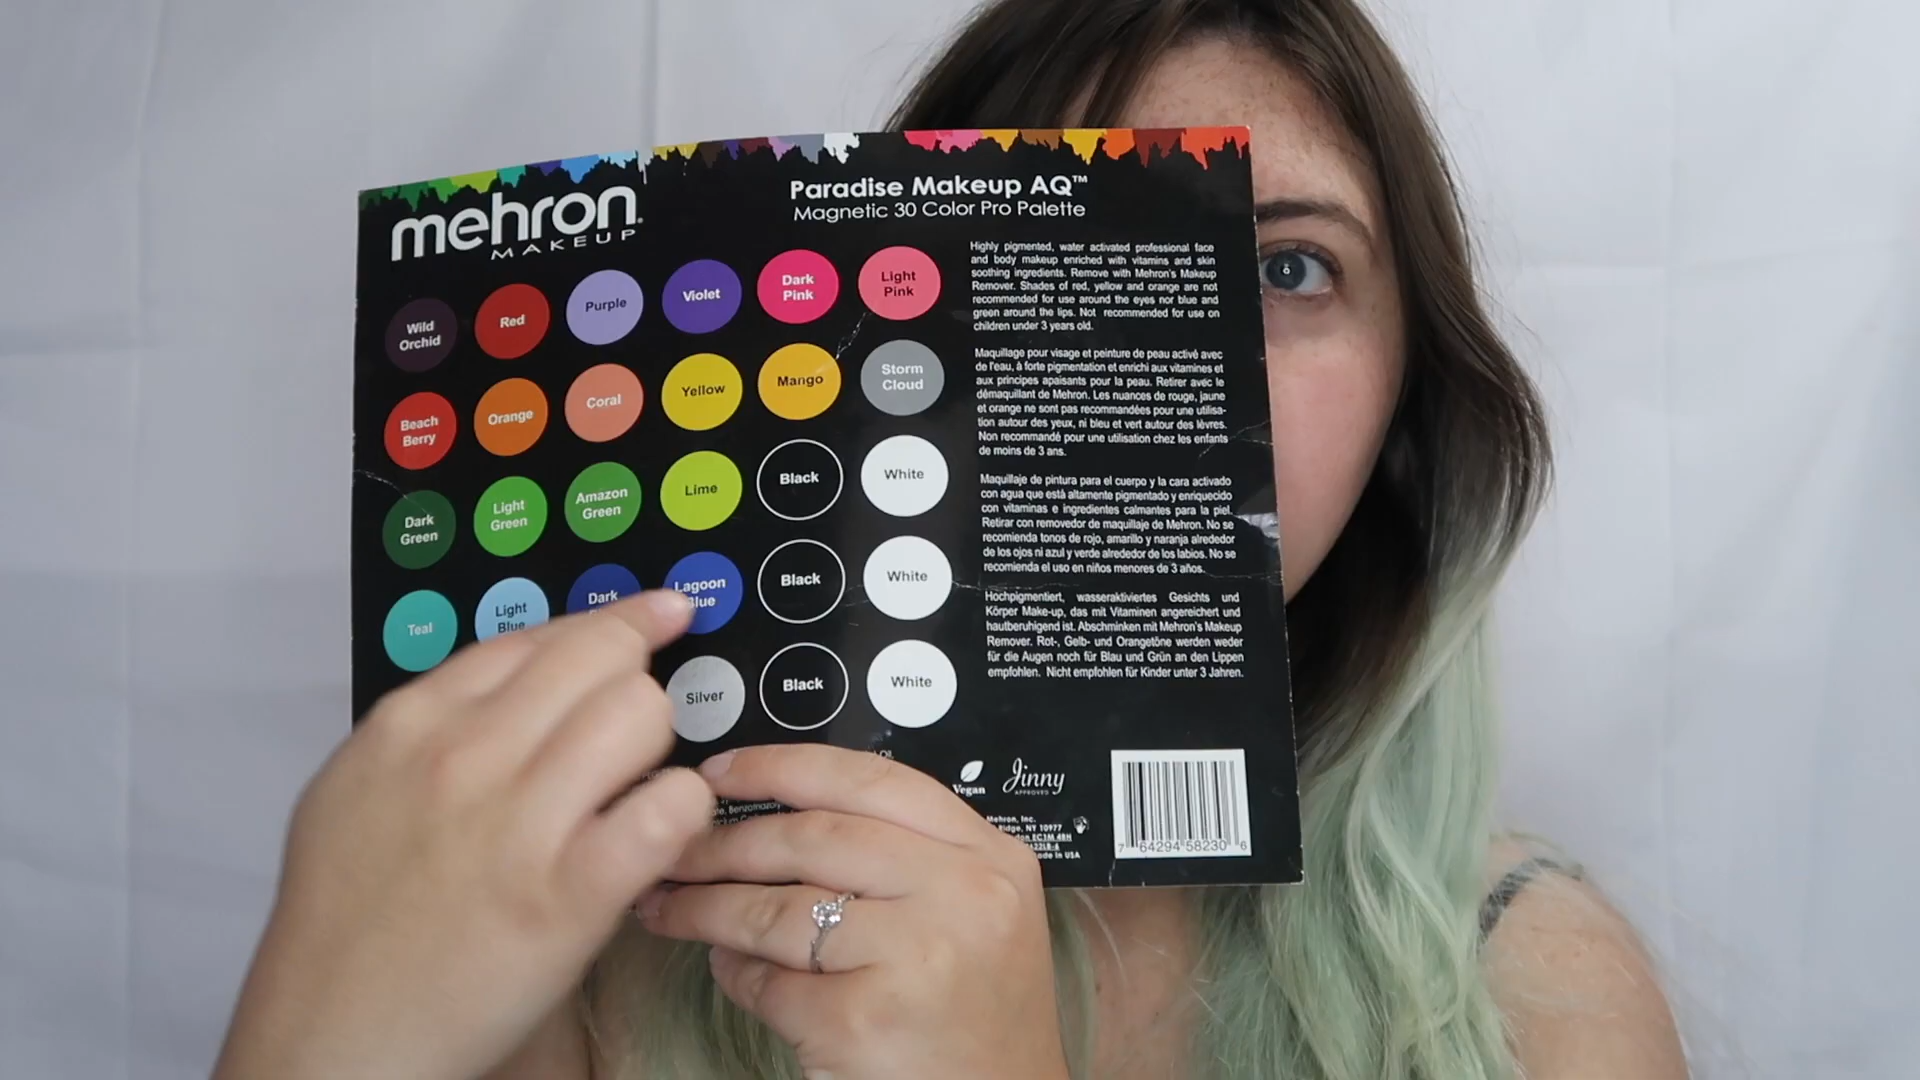 mehron
MAKEUP
Paradise Makeup AQ™
Magnetic 30 Color Pro Palette
Wild
Orchid
Red
Purple
Violet
Dark
Pink
Light
Pink
Beach
Berry
Orange
Coral
Yellow
Mango
Storm
Cloud
Dark
Green
Light
Green
Amazon
Green
Lime
Black
White
Teal
Light
Blue
Dark
Lagoon
Black
White
Silver
Black
White
Highly pigmented, water activated professional face
and body makeup enriched with vitamins and skin
soothing ingredients. Remove with Mehron's Makeup
Remover. Shades of red, yellow and orange are not
recommended for use around the eyes nor blue and
green around the lips. Not recommended for use on
children under 3 years old.
Maquillage pour visage et peinture de peau activé avec
de l'eau, à forte pigmentation et enrichi aux vitamines et
aux principes apaisants pour la peau. Retirer avec le
démaquillant de Mehron. Les nuances de rouge, jaune
et orange ne sont pas recommandées pour une utilisa-
tion autour des yeux, ni bleu et vert autour des lèvres.
Non recommandé pour une utilisation chez les enfants
de moins de 3 ans.
Maquillaje de pintura para el cuerpo y la cara activado
con agua que está altamente pigmentado y enriquecido
con vitaminas e ingredientes calmantes para la piel.
Retirar con removedor de maquillaje de Mehron. No se
recomienda tonos de rojo, amarillo y naranja alrededor
de los ojos ni azul y verde alrededor de los labios. No se
recomienda el uso en niños menores de 3 años.
Hochpigmentiert, wasseraktiviertes Gesichts und
Körper Make-up, das mit Vitaminen angereichert und
hautberuhigend ist. Abschminken mit Mehron's Makeup
Remover. Rot-, Gelb- und Orangetöne werden weder
für die Augen noch für Blau und Grün an den Lippen
empfohlen. Nicht empfohlen für Kinder unter 3 Jahren.
Vegan
Jinny
APPROVED
Mehron, Inc.
NY 10977
EC1M 4BH
in USA
7 64294 58230 6